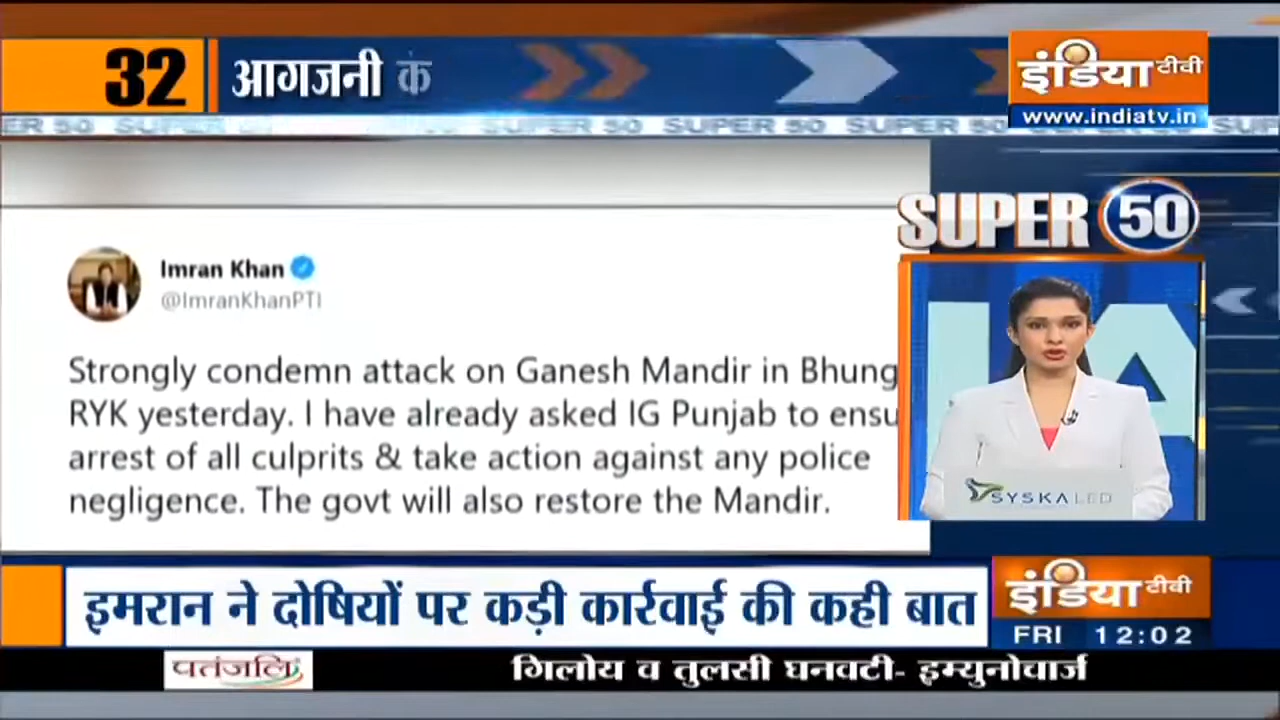 32
आगजनी के
इंडिया टीवी
www.indiatv.in
SUPER 50 SUPER 50 SUPER 50 SUPER 50
SUPER 50
Imran Khan
@ImranKhanPTI
Strongly condemn attack on Ganesh Mandir in Bhung
RYK yesterday. I have already asked IG Punjab to ensu
arrest of all culprits & take action against any police
negligence. The govt will also restore the Mandir.
SYSKA LED
इमरान ने दोषियों पर कड़ी कार्रवाई की कही बात
इंडिया टीवी
FRI 12:02
पतंजलि
गिलोय व तुलसी घनवटी- इम्युनोचार्ज